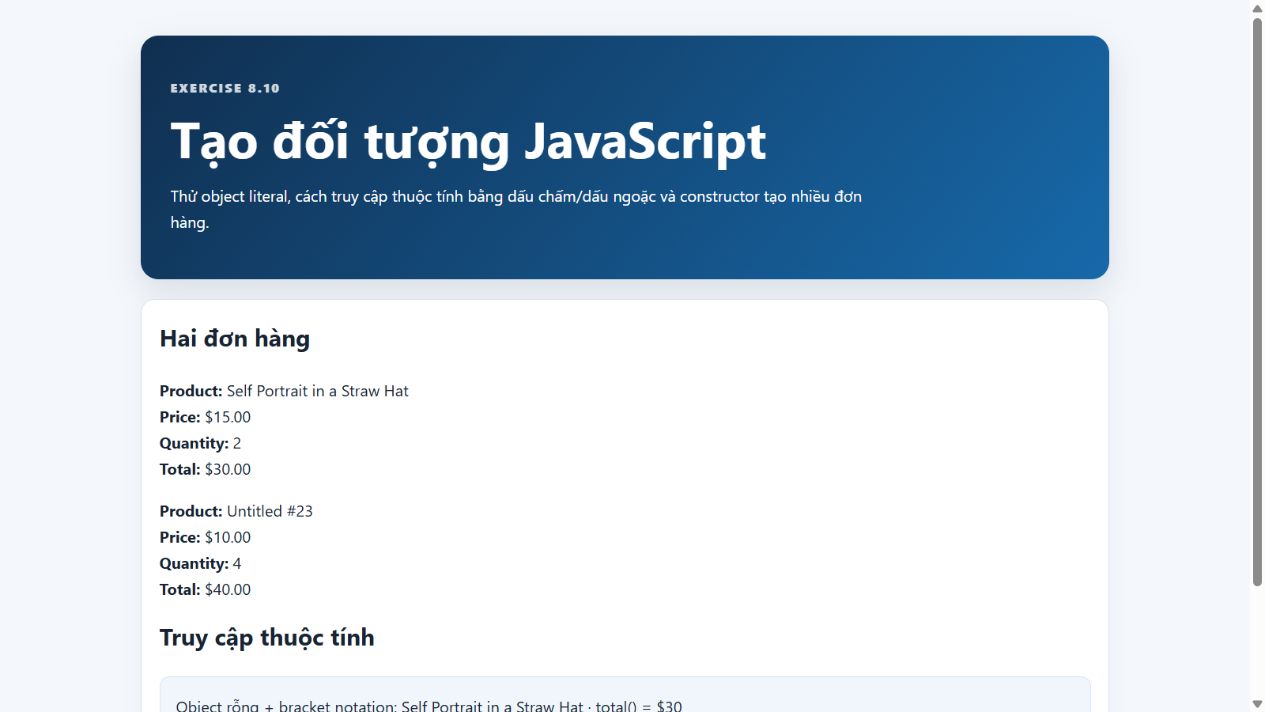 EXERCISE 8.10
Tạo đối tượng JavaScript
Thử object literal, cách truy cập thuộc tính bằng dấu chấm/dấu ngoặc và constructor tạo nhiều đơn
hàng.
Hai đơn hàng
Product: Self Portrait in a Straw Hat
Price: $15.00
Quantity: 2
Total: $30.00
Product: Untitled #23
Price: $10.00
Quantity: 4
Total: $40.00
Truy cập thuộc tính
Object rỗng + bracket notation: Self Portrait in a Straw Hat · total() = $30